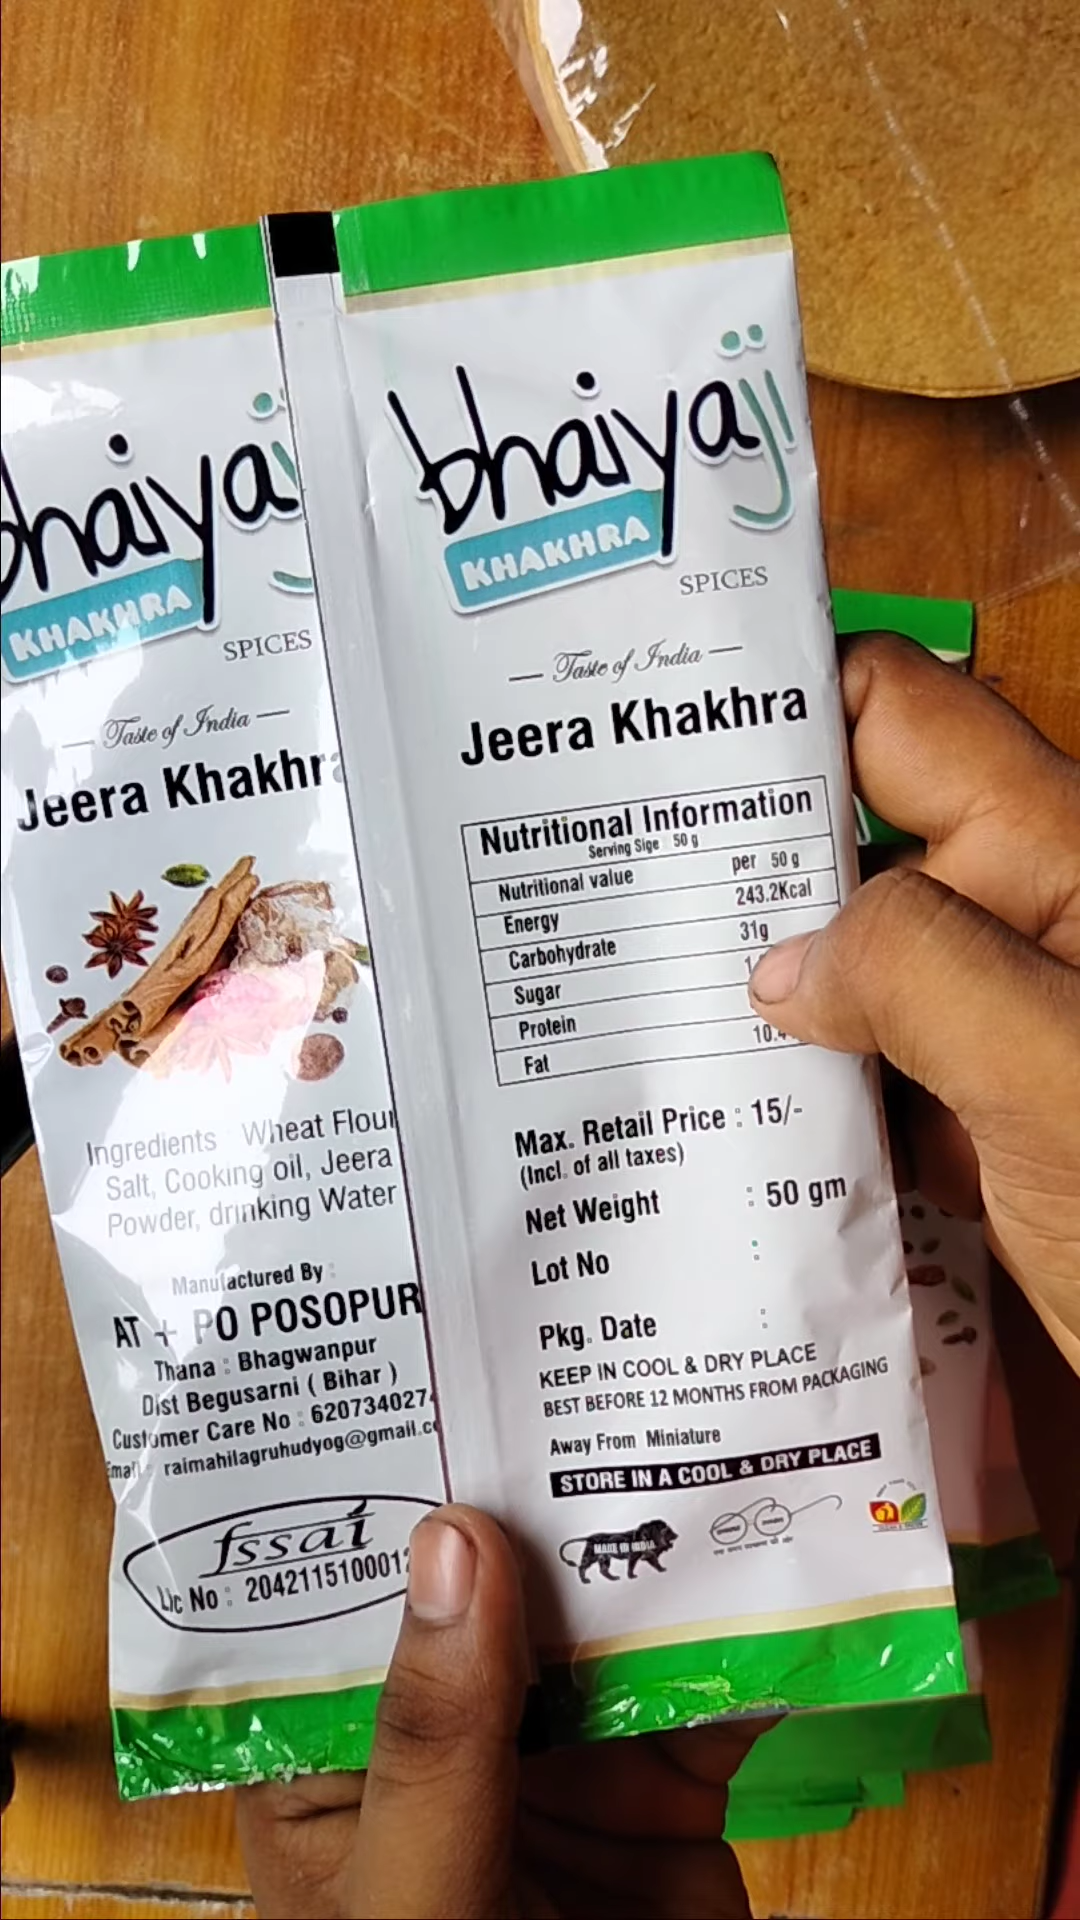 bhaiyaji
KHAKHRA
SPICES
Taste of India
Jeera Khakhra
Ingredients : Wheat Flour
Salt, Cooking oil, Jeera
Powder, drinking Water
Manufactured By :
AT + PO POSOPUR
Thana : Bhagwanpur
Dist Begusarni ( Bihar )
Customer Care No :
Email : raimahilagruhudyog@gmail.co
fssai
Lic No :
bhaiyaji
KHAKHRA
SPICES
Taste of India
Jeera Khakhra
Nutritional Information
Serving Sige 50 g
Nutritional value per 50 g
Energy 243.2Kcal
Carbohydrate 31g
Sugar
Protein
Fat
Max. Retail Price : 15/-
(Incl. of all taxes)
Net Weight : 50 gm
Lot No :
Pkg. Date :
KEEP IN COOL & DRY PLACE
BEST BEFORE 12 MONTHS FROM PACKAGING
Away From Miniature
STORE IN A COOL & DRY PLACE
MADE IN INDIA